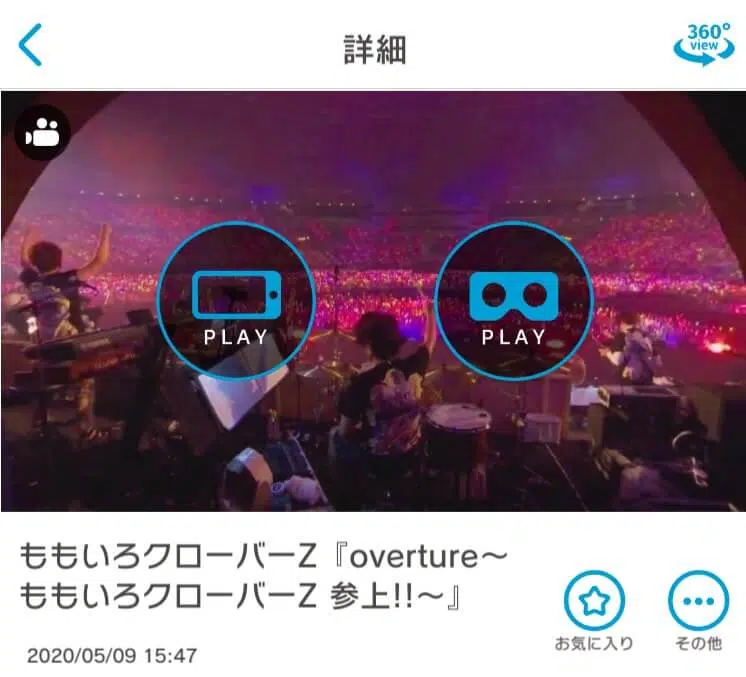 詳細
360°
view
PLAY
PLAY
ももいろクローバーZ『overture～
ももいろクローバーZ 参上!!～』
お気に入り
その他
2020/05/09 15:47